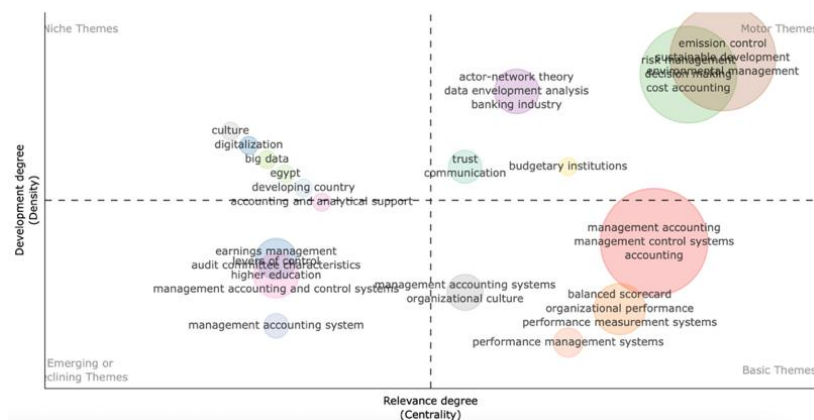 Niche Themes
Motor Themes
emission control
sustainable development
risk management
environmental management
decision making
cost accounting
actor-network theory
data envelopment analysis
banking industry
culture
digitalization
big data
egypt
developing country
accounting and analytical support
trust
communication
budgetary institutions
Development degree
(Density)
management accounting
management control systems
accounting
earnings management
levels of control
audit committee characteristics
higher education
management accounting and control systems
management accounting system
management accounting systems
organizational culture
balanced scorecard
organizational performance
performance measurement systems
performance management systems
Emerging or
clining Themes
Basic Themes
Relevance degree
(Centrality)